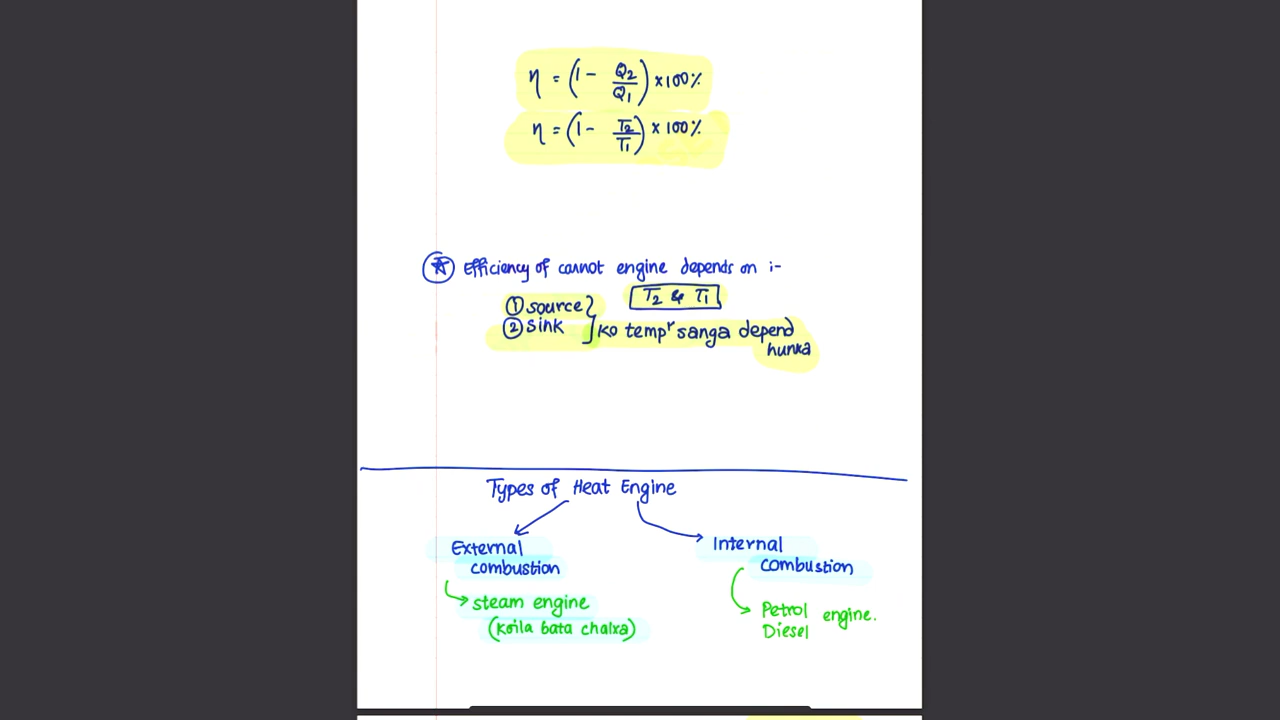 η = (1 - Q2/Q1) × 100%
η = (1 - T2/T1) × 100%
Efficiency of carnot engine depends on :-
① source
T2 & T1
② sink
ko tempr sanga depend
hunxa
Types of Heat Engine
External
combustion
Internal
combustion
steam engine
(koila bata chalxa)
Petrol engine.
Diesel